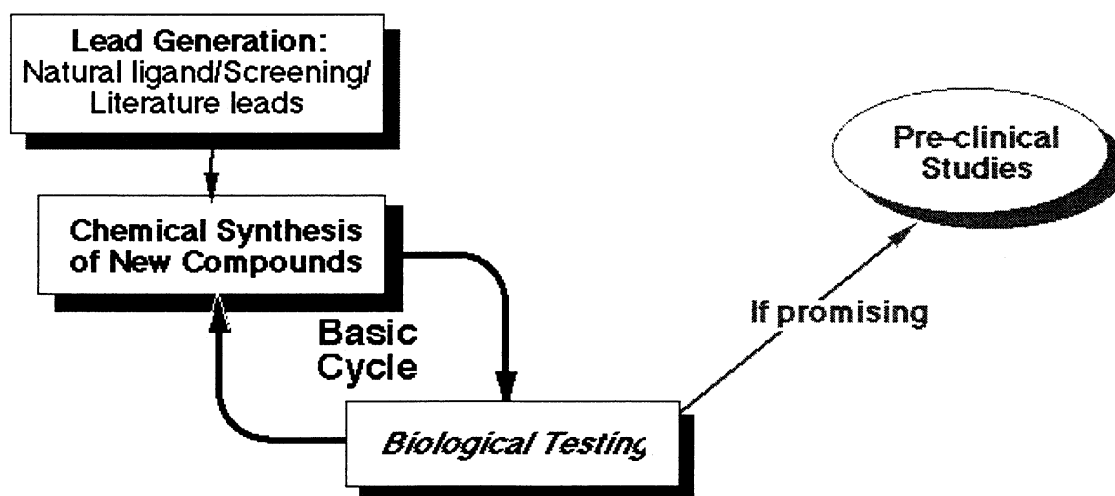 Lead Generation:
Natural ligand/Screening/
Literature leads
Pre-clinical
Studies
Chemical Synthesis
of New Compounds
If promising
Basic
Cycle
Biological Testing